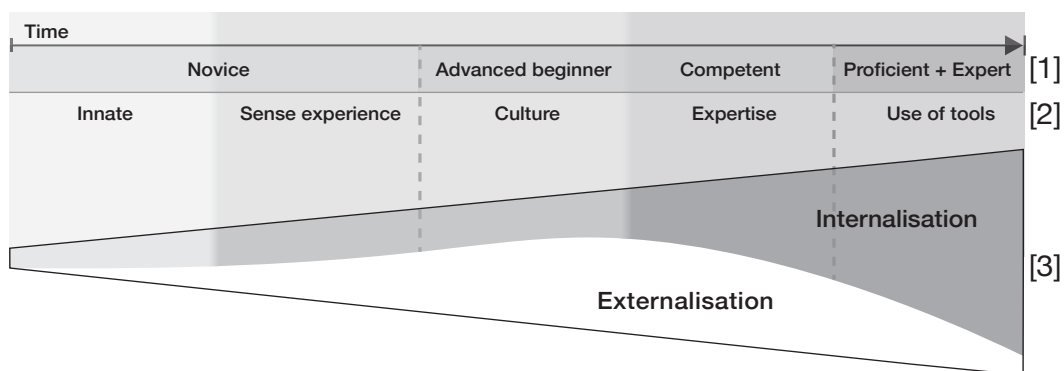 Time
Novice Advanced beginner Competent Proficient + Expert [1]
Innate Sense experience Culture Expertise Use of tools [2]
Internalisation
[3]
Externalisation